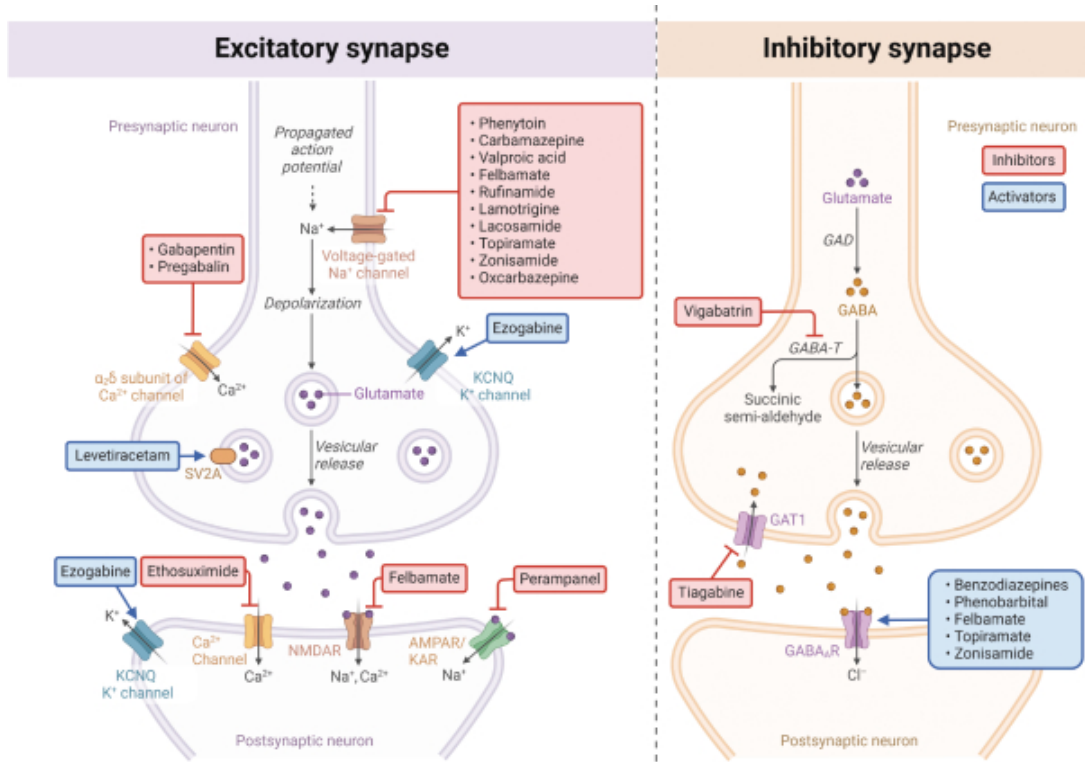 Excitatory synapse
Inhibitory synapse
Presynaptic neuron
Propagated
action
potential
Na⁺
• Phenytoin
• Carbamazepine
• Valproic acid
• Felbamate
• Rufinamide
• Lamotrigine
• Lacosamide
• Topiramate
• Zonisamide
• Oxcarbazepine
Voltage-gated
Na⁺ channel
• Gabapentin
• Pregabalin
Depolarization
K⁺
Ezogabine
α₂δ subunit of
Ca²⁺ channel
Ca²⁺
KCNQ
K⁺ channel
Glutamate
Levetiracetam
SV2A
Vesicular
release
Ezogabine
Ethosuximide
Felbamate
Perampanel
K⁺
KCNQ
K⁺ channel
Ca²⁺
Channel
Ca²⁺
NMDAR
Na⁺, Ca²⁺
AMPAR/
KAR
Na⁺
Postsynaptic neuron
Presynaptic neuron
Inhibitors
Activators
Glutamate
GAD
GABA
Vigabatrin
GABA-T
Succinic
semi-aldehyde
Vesicular
release
GAT1
Tiagabine
• Benzodiazepines
• Phenobarbital
• Felbamate
• Topiramate
• Zonisamide
GABAₐR
Cl⁻
Postsynaptic neuron